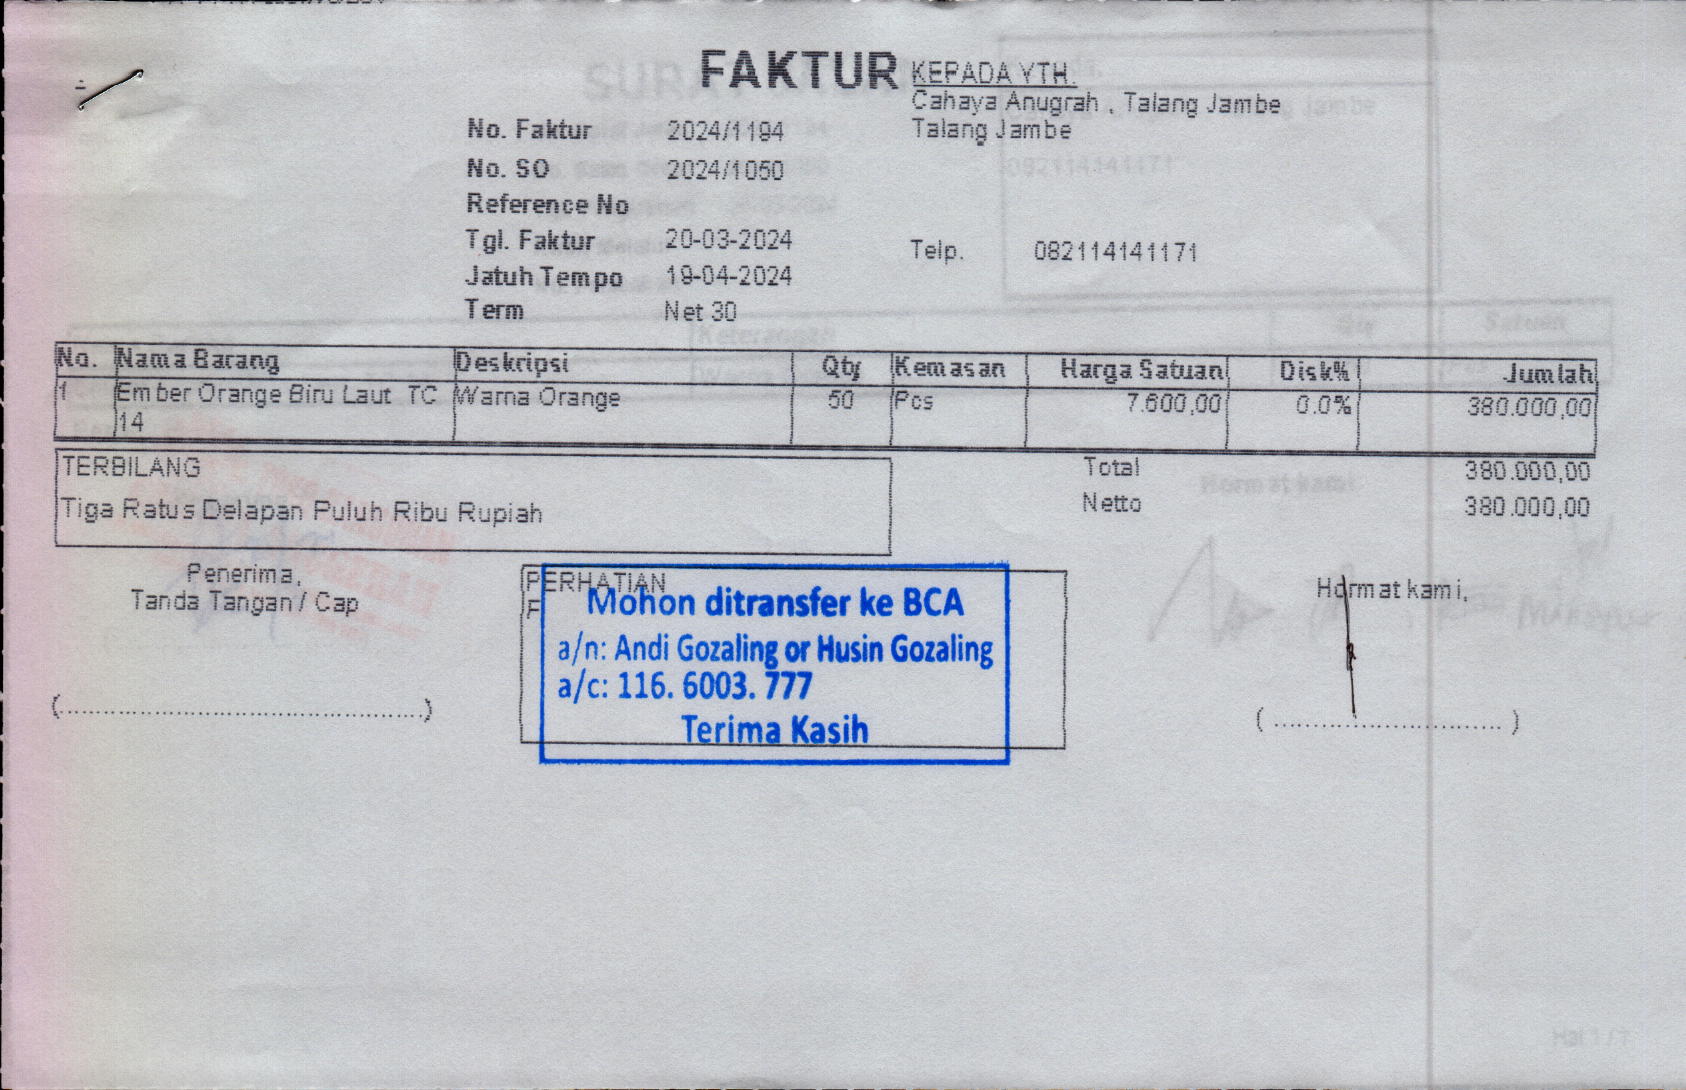 FAKTUR
KEPADA YTH.
Cahaya Anugrah , Talang Jambe
Talang Jambe
No. Faktur 2024/1194
No. SO 2024/1050
Reference No
Tgl. Faktur 20-03-2024
Telp. 082114141171
Jatuh Tempo 19-04-2024
Term Net 30
No. Nama Barang Deskripsi Qty Kemasan Harga Satuan Disk% Jumlah
1 Ember Orange Biru Laut TC Warna Orange 50 Pcs 7.600,00 0.0% 380.000,00
14
TERBILANG
Tiga Ratus Delapan Puluh Ribu Rupiah
Total 380.000,00
Netto 380.000,00
Penerima,
Tanda Tangan / Cap
PERHATIAN
Mohon ditransfer ke BCA
a/n: Andi Gozaling or Husin Gozaling
a/c: 116. 6003. 777
Terima Kasih
Hormat kami,
(................................................)
( .............................. )